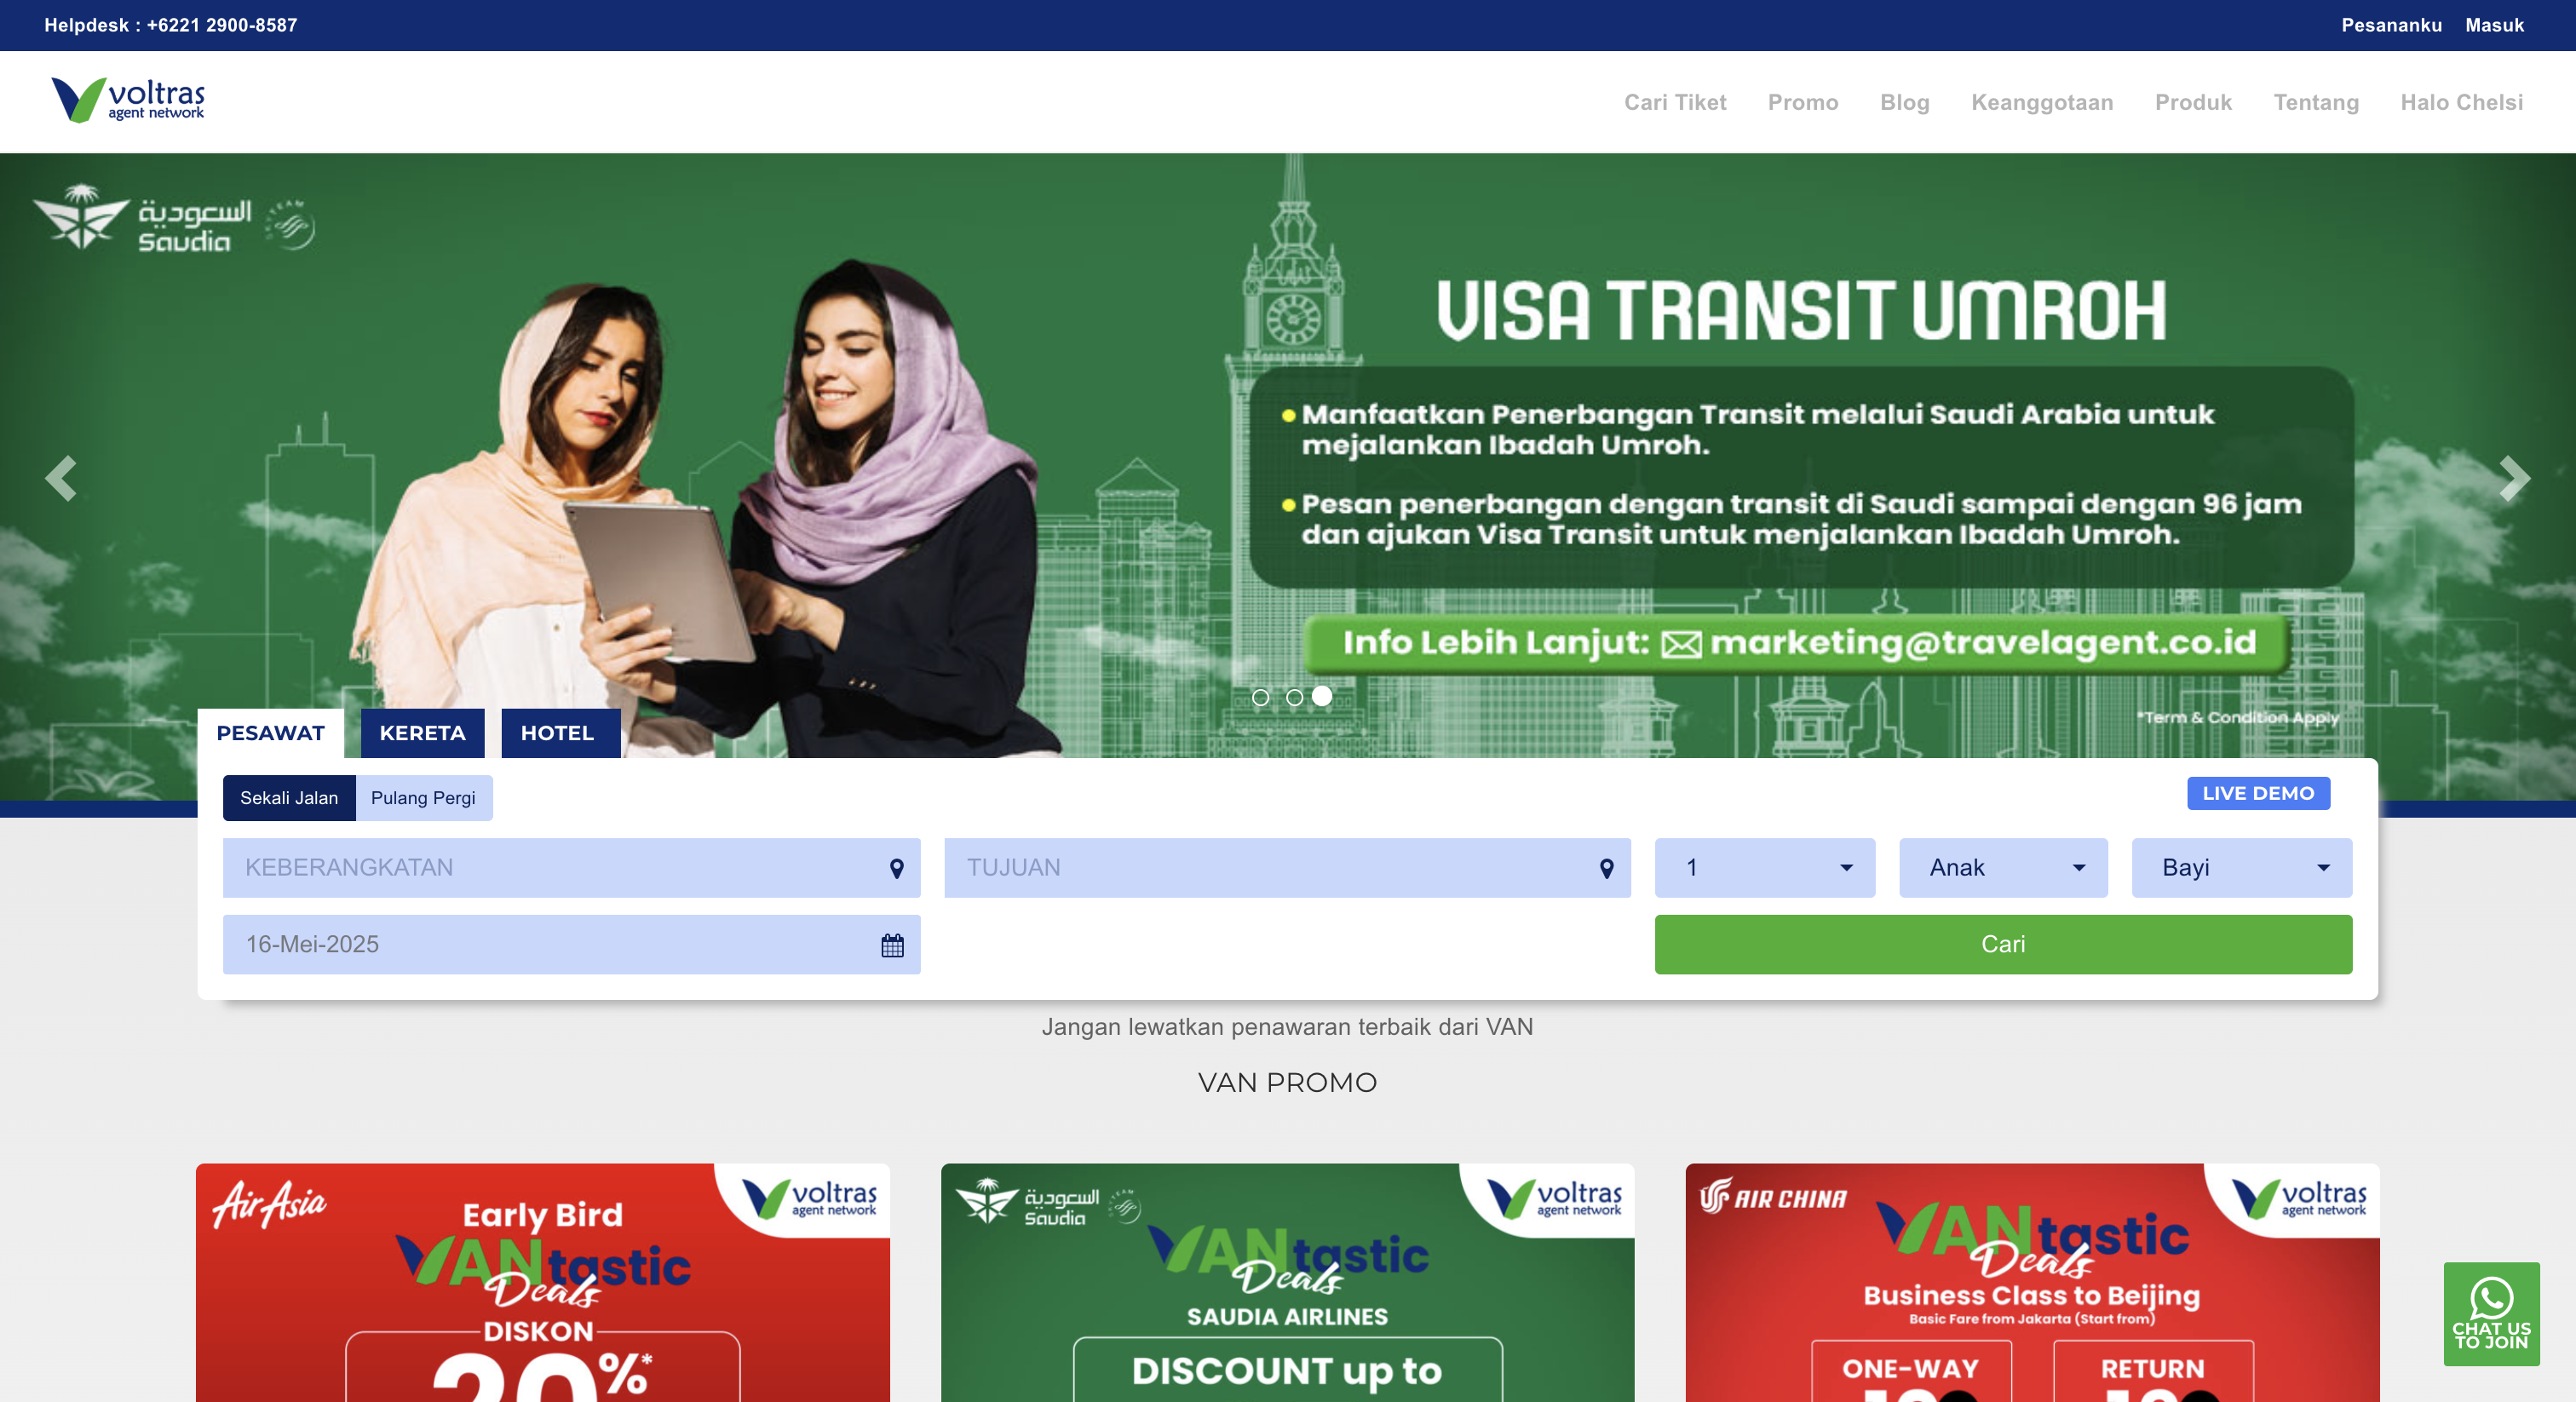 Helpdesk : +6221 2900-8587
Pesananku Masuk
voltras
agent network
Cari Tiket Promo Blog Keanggotaan Produk Tentang Halo Chelsi
السعودية
Saudia
VISA TRANSIT UMROH
Manfaatkan Penerbangan Transit melalui Saudi Arabia untuk
mejalankan Ibadah Umroh.
Pesan penerbangan dengan transit di Saudi sampai dengan 96 jam
dan ajukan Visa Transit untuk menjalankan Ibadah Umroh.
Info Lebih Lanjut: marketing@travelagent.co.id
*Term & Condition Apply
PESAWAT KERETA HOTEL
Sekali Jalan Pulang Pergi
LIVE DEMO
KEBERANGKATAN TUJUAN 1 Anak Bayi
16-Mei-2025 Cari
Jangan lewatkan penawaran terbaik dari VAN
VAN PROMO
AirAsia
voltras
agent network
Early Bird
VANtastic
Deals
DISKON
20%*
السعودية
Saudia
voltras
agent network
VANtastic
Deals
SAUDIA AIRLINES
DISCOUNT up to
AIR CHINA
voltras
agent network
VANtastic
Deals
Business Class to Beijing
Basic Fare from Jakarta (Start from)
ONE-WAY RETURN
CHAT US
TO JOIN